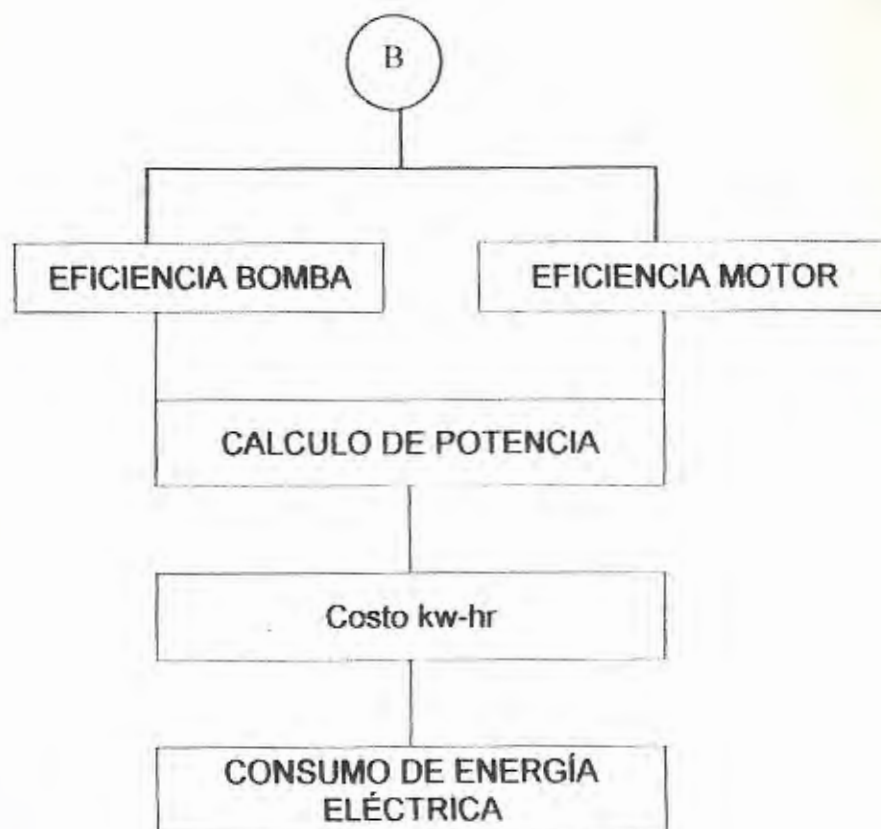 B
EFICIENCIA BOMBA
EFICIENCIA MOTOR
CALCULO DE POTENCIA
Costo kw-hr
CONSUMO DE ENERGÍA
ELÉCTRICA